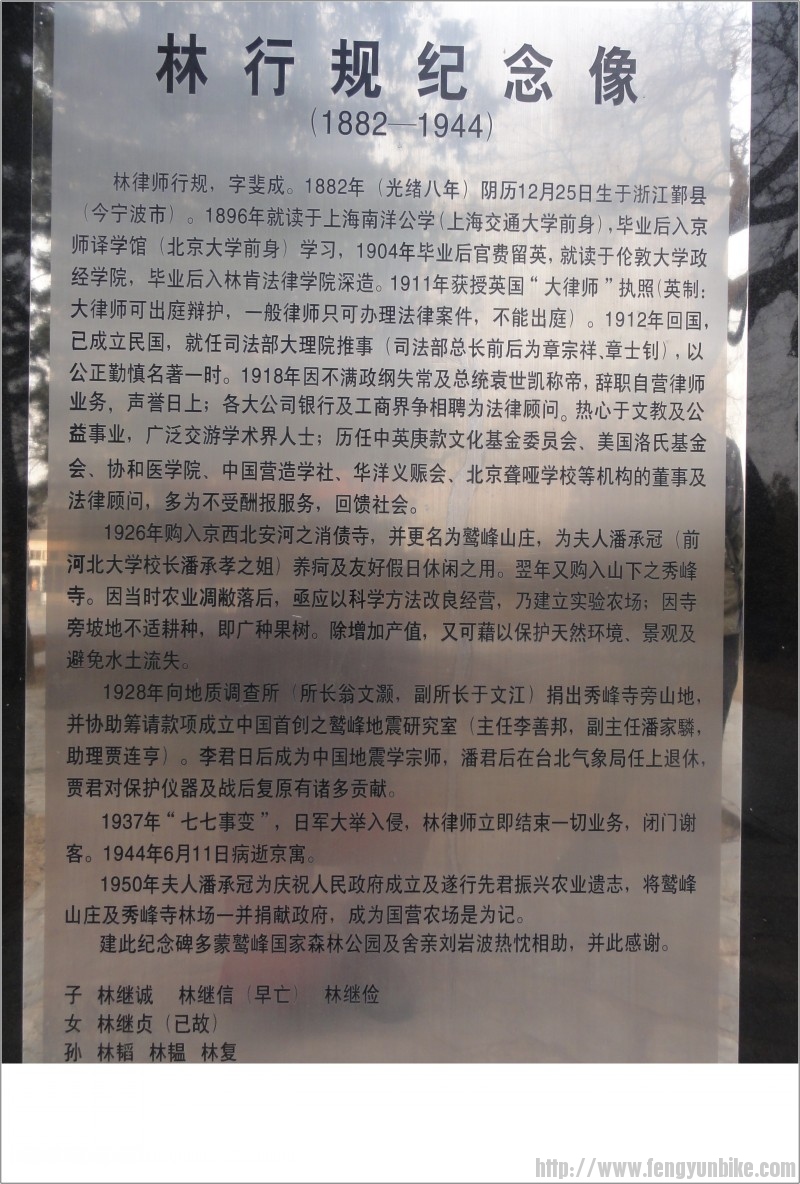 林行规纪念像
(1882—1944)
林律师行规，字斐成。1882年（光绪八年）阴历12月25日生于浙江鄞县
（今宁波市）。1896年就读于上海南洋公学(上海交通大学前身)，毕业后入京
师译学馆（北京大学前身）学习，1904年毕业后官费留英，就读于伦敦大学政
经学院，毕业后入林肯法律学院深造。1911年获授英国“大律师”执照(英制：
大律师可出庭辩护，一般律师只可办理法律案件，不能出庭）。1912年回国，
已成立民国，就任司法部大理院推事（司法部总长前后为章宗祥、章士钊)，以
公正勤慎名著一时。1918年因不满政纲失常及总统袁世凯称帝，辞职自营律师
业务，声誉日上；各大公司银行及工商界争相聘为法律顾问。热心于文教及公
益事业，广泛交游学术界人士；历任中英庚款文化基金委员会、美国洛氏基金
会、协和医学院、中国营造学社、华洋义赈会、北京聋哑学校等机构的董事及
法律顾问，多为不受酬报服务，回馈社会。
1926年购入京西北安河之消债寺，并更名为鹫峰山庄，为夫人潘承冠（前
河北大学校长潘承孝之姐）养疴及友好假日休闲之用。翌年又购入山下之秀峰
寺。因当时农业凋敝落后，亟应以科学方法改良经营，乃建立实验农场；因寺
旁坡地不适耕种，即广种果树。除增加产值，又可藉以保护天然环境、景观及
避免水土流失。
1928年向地质调查所（所长翁文灏，副所长于文江）捐出秀峰寺旁山地，
并协助筹请款项成立中国首创之鹫峰地震研究室（主任李善邦，副主任潘家驎，
助理贾连亨）。李君日后成为中国地震学宗师，潘君后在台北气象局任上退休，
贾君对保护仪器及战后复原有诸多贡献。
1937年“七七事变”，日军大举入侵，林律师立即结束一切业务，闭门谢
客。1944年6月11日病逝京寓。
1950年夫人潘承冠为庆祝人民政府成立及遂行先君振兴农业遗志，将鹫峰
山庄及秀峰寺林场一并捐献政府，成为国营农场是为记。
建此纪念碑多蒙鹫峰国家森林公园及舍亲刘岩波热忱相助，并此感谢。
子 林继诚 林继信（早亡） 林继俭
女 林继贞（已故）
孙 林韬 林韫 林复
http://www.fengyunbike.com